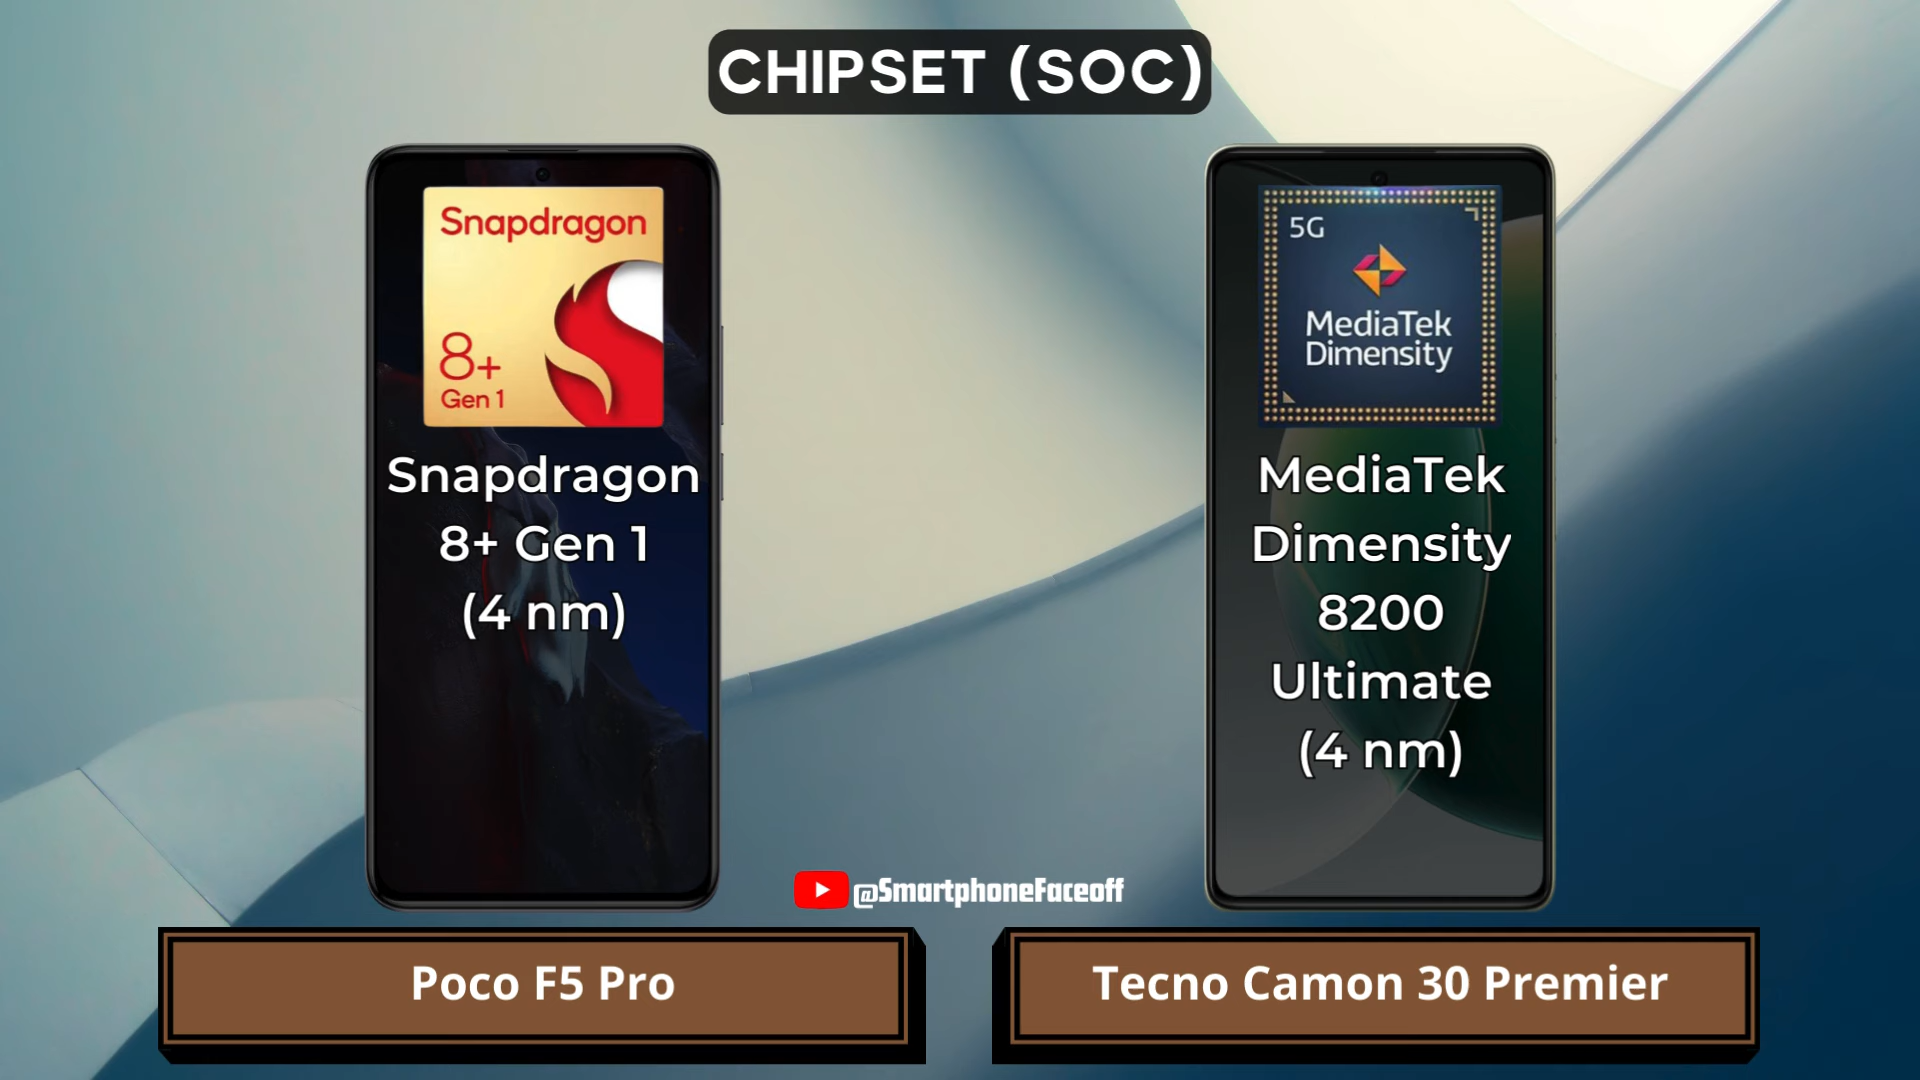 CHIPSET (SOC)
Snapdragon
8+
Gen 1
Snapdragon
8+ Gen 1
(4 nm)
5G
MediaTek
Dimensity
MediaTek
Dimensity
8200
Ultimate
(4 nm)
@SmartphoneFaceoff
Poco F5 Pro
Tecno Camon 30 Premier